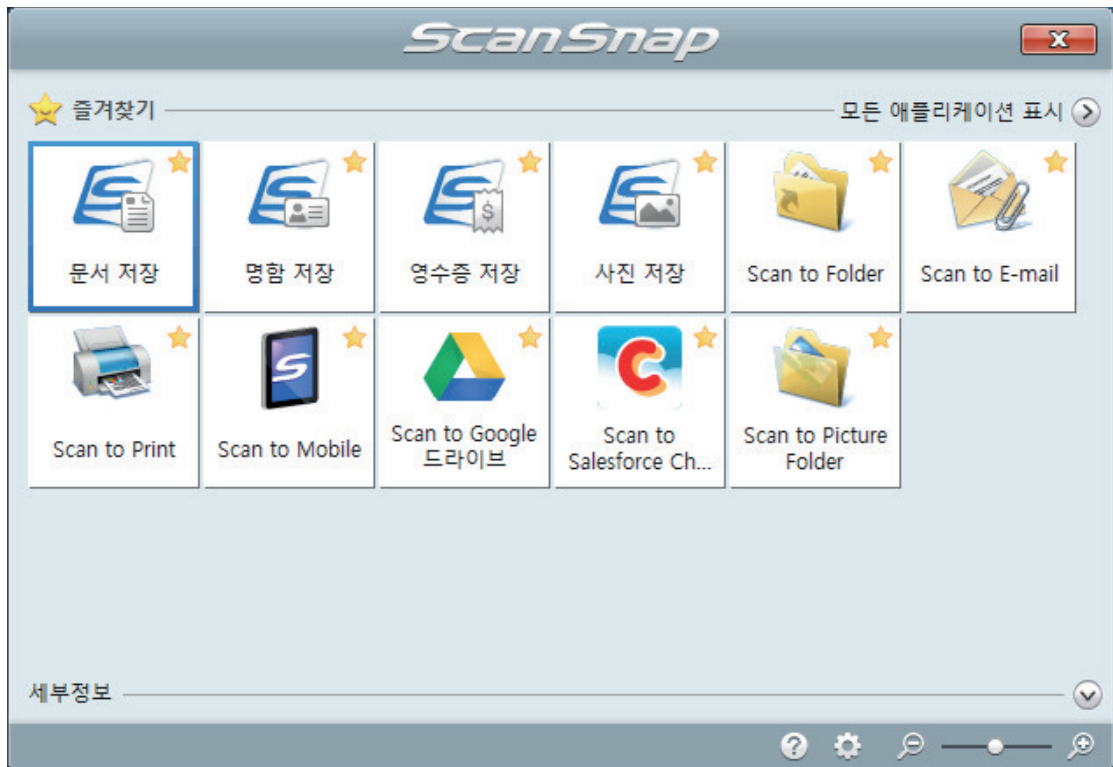 ScanSnap
즐겨찾기
모든 애플리케이션 표시
문서 저장
명함 저장
영수증 저장
사진 저장
Scan to Folder
Scan to E-mail
Scan to Print
Scan to Mobile
Scan to Google
드라이브
Scan to
Salesforce Ch...
Scan to Picture
Folder
세부정보